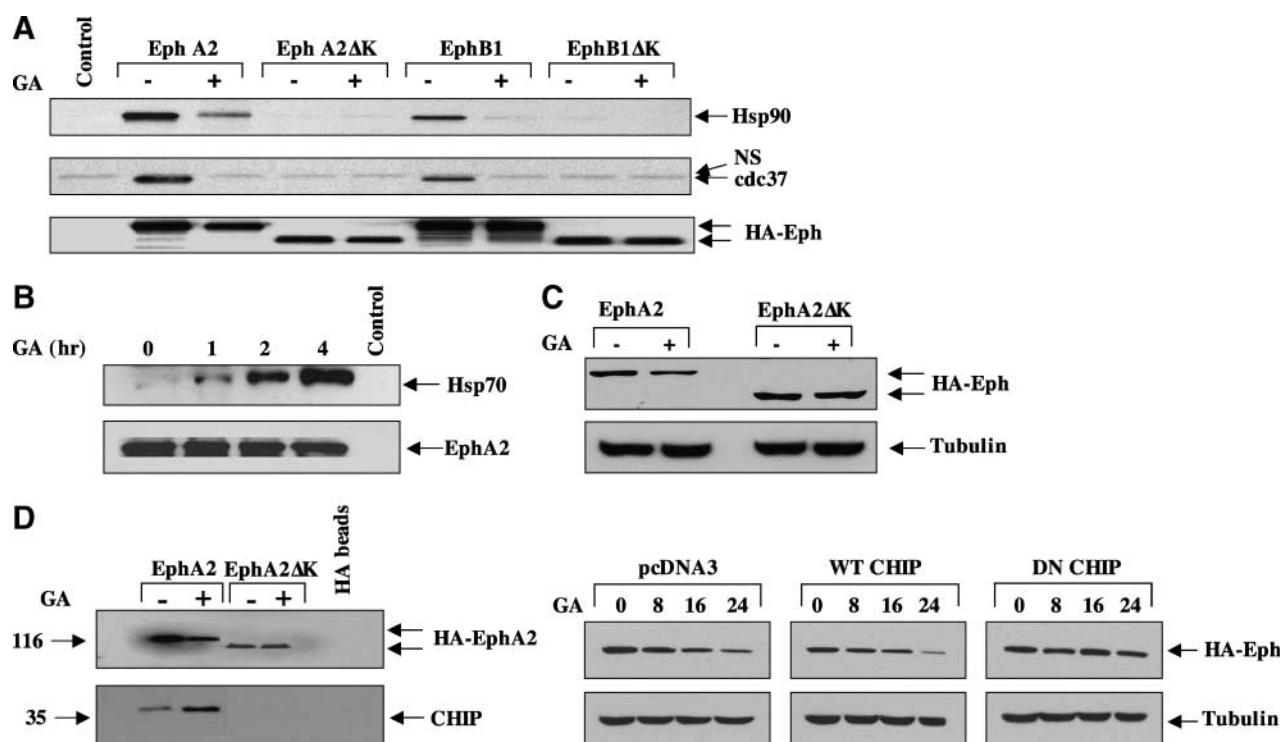 A
Control
Eph A2
Eph A2ΔK
EphB1
EphB1ΔK
GA - + - + - + - +
Hsp90
NS
cdc37
HA-Eph
B
GA (hr) 0 1 2 4 Control
Hsp70
EphA2
C
EphA2 EphA2ΔK
GA - + - +
HA-Eph
Tubulin
D
EphA2 EphA2ΔK HA beads
GA - + - +
116 HA-EphA2
35 CHIP
pcDNA3 WT CHIP DN CHIP
GA 0 8 16 24 0 8 16 24 0 8 16 24
HA-Eph
Tubulin